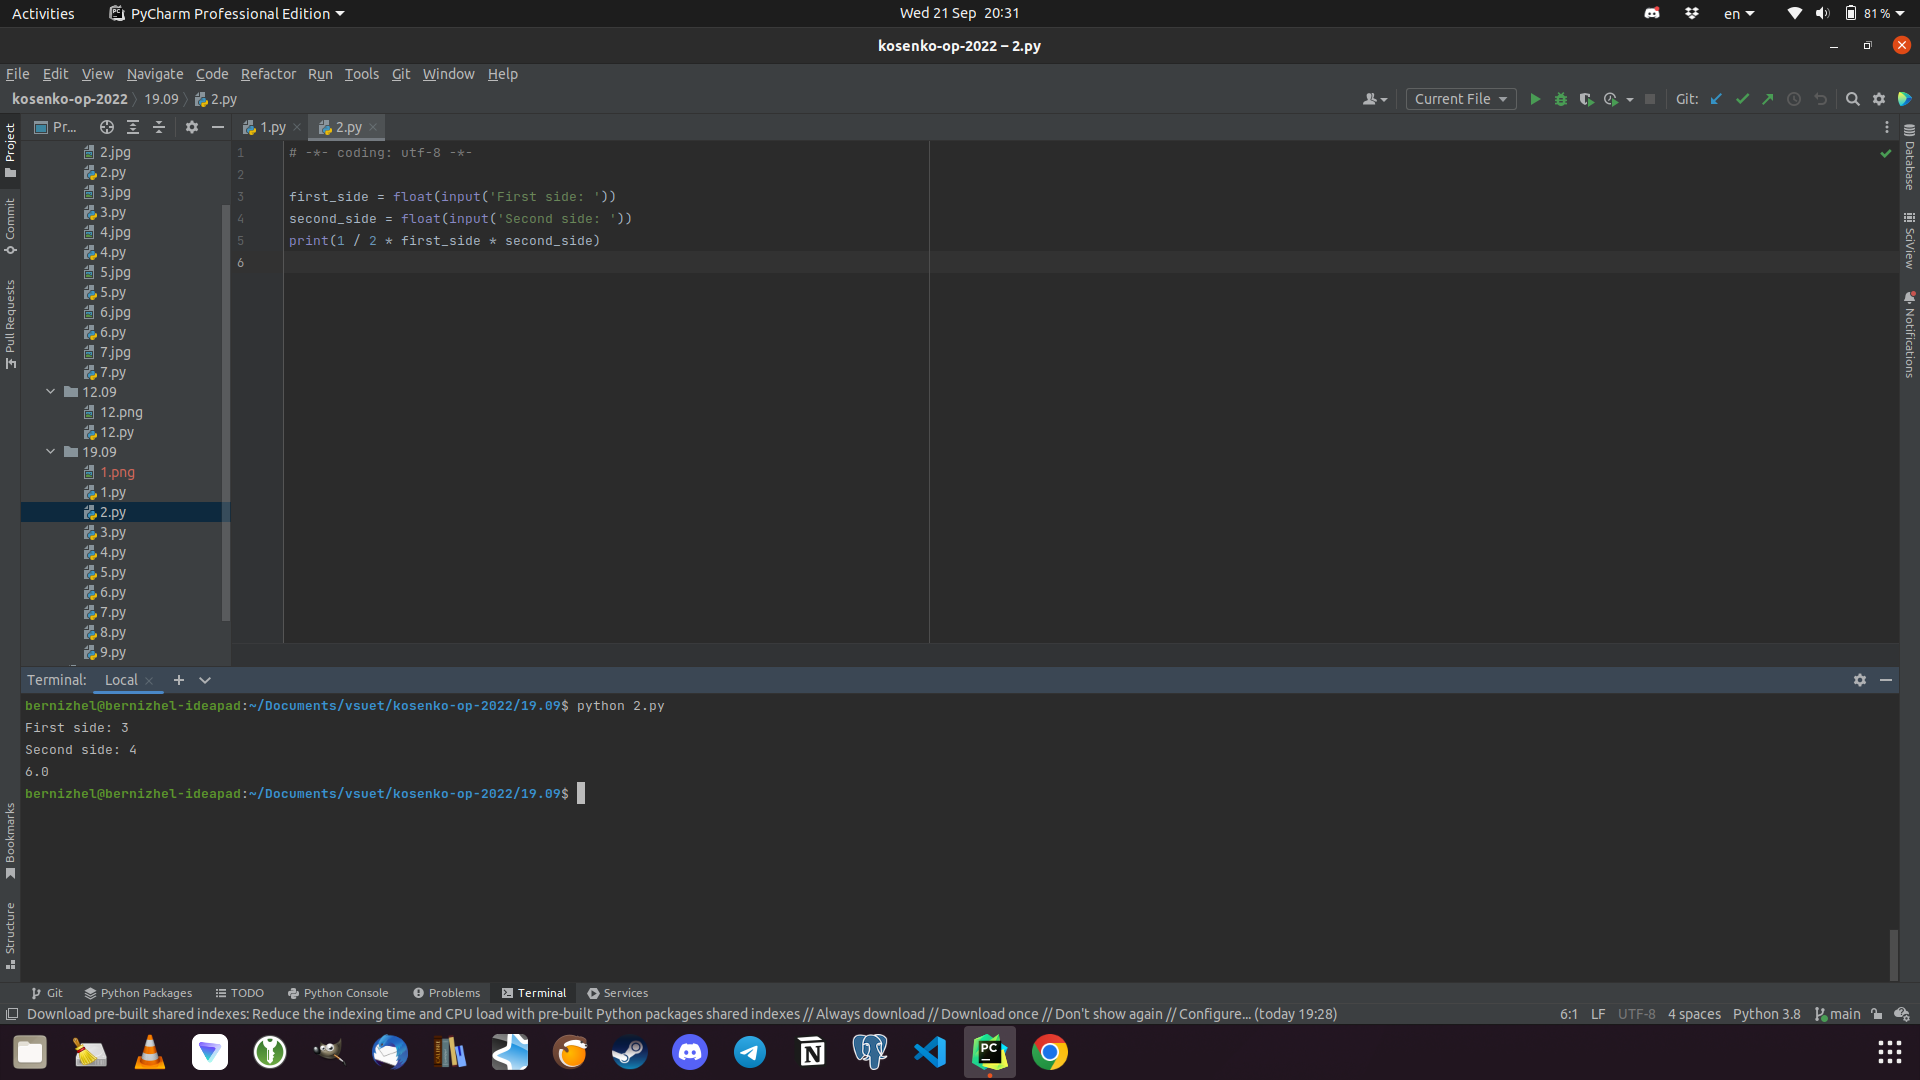 Activities PyCharm Professional Edition Wed 21 Sep 20:31 en 81 %
kosenko-op-2022 – 2.py
File Edit View Navigate Code Refactor Run Tools Git Window Help
kosenko-op-2022 19.09 2.py Current File Git:
Project
Commit
Pull Requests
Bookmarks
Structure
Pr...
2.jpg
2.py
3.jpg
3.py
4.jpg
4.py
5.jpg
5.py
6.jpg
6.py
7.jpg
7.py
12.09
12.png
12.py
19.09
1.png
1.py
2.py
3.py
4.py
5.py
6.py
7.py
8.py
9.py
1.py 2.py
1 # -*- coding: utf-8 -*-
2
3 first_side = float(input('First side: '))
4 second_side = float(input('Second side: '))
5 print(1 / 2 * first_side * second_side)
6
Database
SciView
Notifications
Terminal: Local
bernizhel@bernizhel-ideapad:~/Documents/vsuet/kosenko-op-2022/19.09$ python 2.py
First side: 3
Second side: 4
6.0
bernizhel@bernizhel-ideapad:~/Documents/vsuet/kosenko-op-2022/19.09$
Git Python Packages TODO Python Console Problems Terminal Services
Download pre-built shared indexes: Reduce the indexing time and CPU load with pre-built Python packages shared indexes // Always download // Download once // Don't show again // Configure... (today 19:28) 6:1 LF UTF-8 4 spaces Python 3.8 main
PC